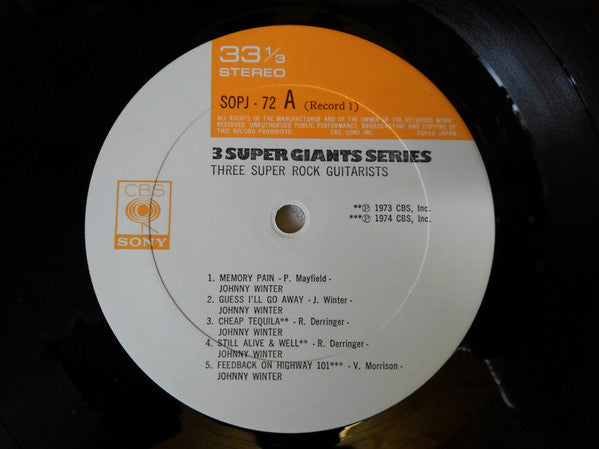 33 1/3
STEREO
SOPJ - 72 A (Record 1)
ALL RIGHTS OF THE MANUFACTURER AND OF THE OWNER OF THE RECORDED WORK
RESERVED. UNAUTHORIZED PUBLIC PERFORMANCE, BROADCASTING AND COPYING OF
THIS RECORD PROHIBITED CBS/SONY INC. TOKYO JAPAN
3 SUPER GIANTS SERIES
THREE SUPER ROCK GUITARISTS
CBS
SONY
**℗ 1973 CBS, Inc.
***℗ 1974 CBS, Inc.
1. MEMORY PAIN - P. Mayfield -
JOHNNY WINTER
2. GUESS I'LL GO AWAY - J. Winter -
JOHNNY WINTER
3. CHEAP TEQUILA** - R. Derringer -
JOHNNY WINTER
4. STILL ALIVE & WELL** - R. Derringer -
JOHNNY WINTER
5. FEEDBACK ON HIGHWAY 101*** - V. Morrison -
JOHNNY WINTER